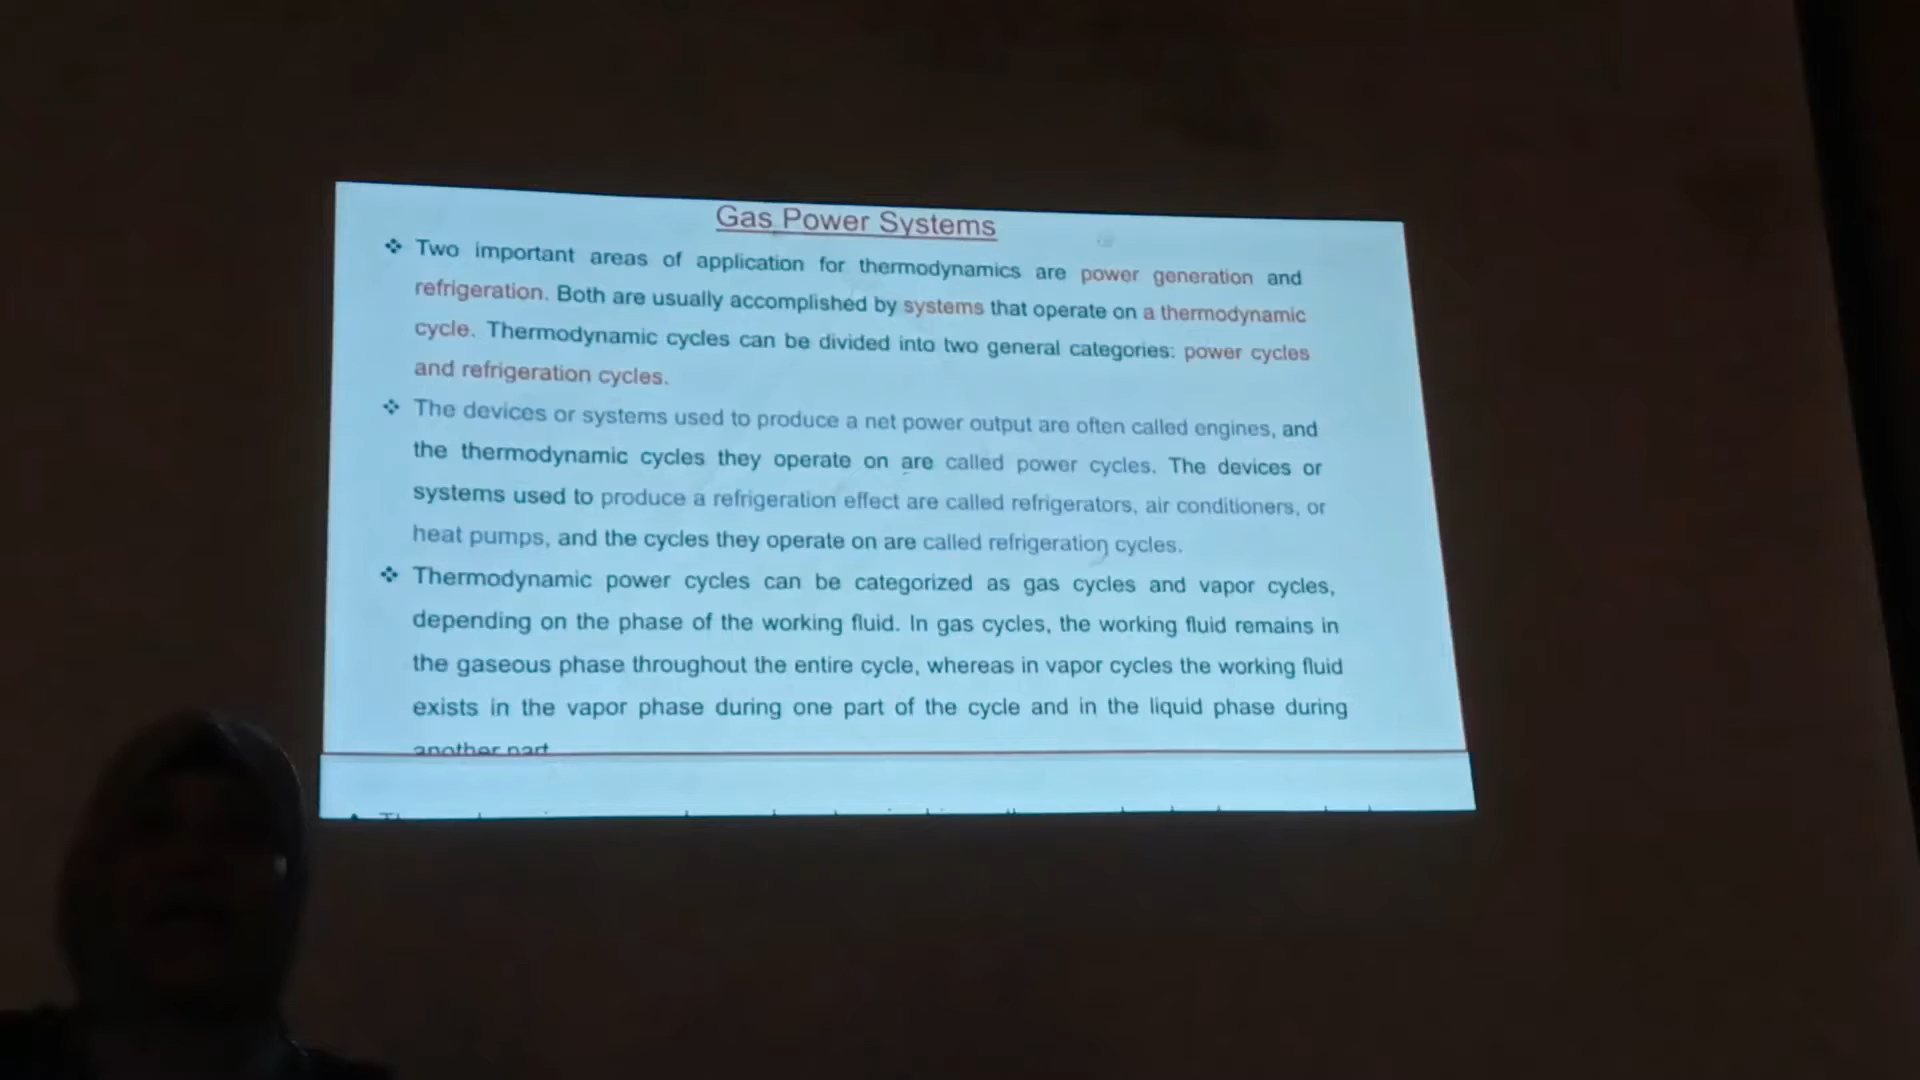 Gas Power Systems
❖ Two important areas of application for thermodynamics are power generation and
refrigeration. Both are usually accomplished by systems that operate on a thermodynamic
cycle. Thermodynamic cycles can be divided into two general categories: power cycles
and refrigeration cycles.
❖ The devices or systems used to produce a net power output are often called engines, and
the thermodynamic cycles they operate on are called power cycles. The devices or
systems used to produce a refrigeration effect are called refrigerators, air conditioners, or
heat pumps, and the cycles they operate on are called refrigeration cycles.
❖ Thermodynamic power cycles can be categorized as gas cycles and vapor cycles,
depending on the phase of the working fluid. In gas cycles, the working fluid remains in
the gaseous phase throughout the entire cycle, whereas in vapor cycles the working fluid
exists in the vapor phase during one part of the cycle and in the liquid phase during
another part